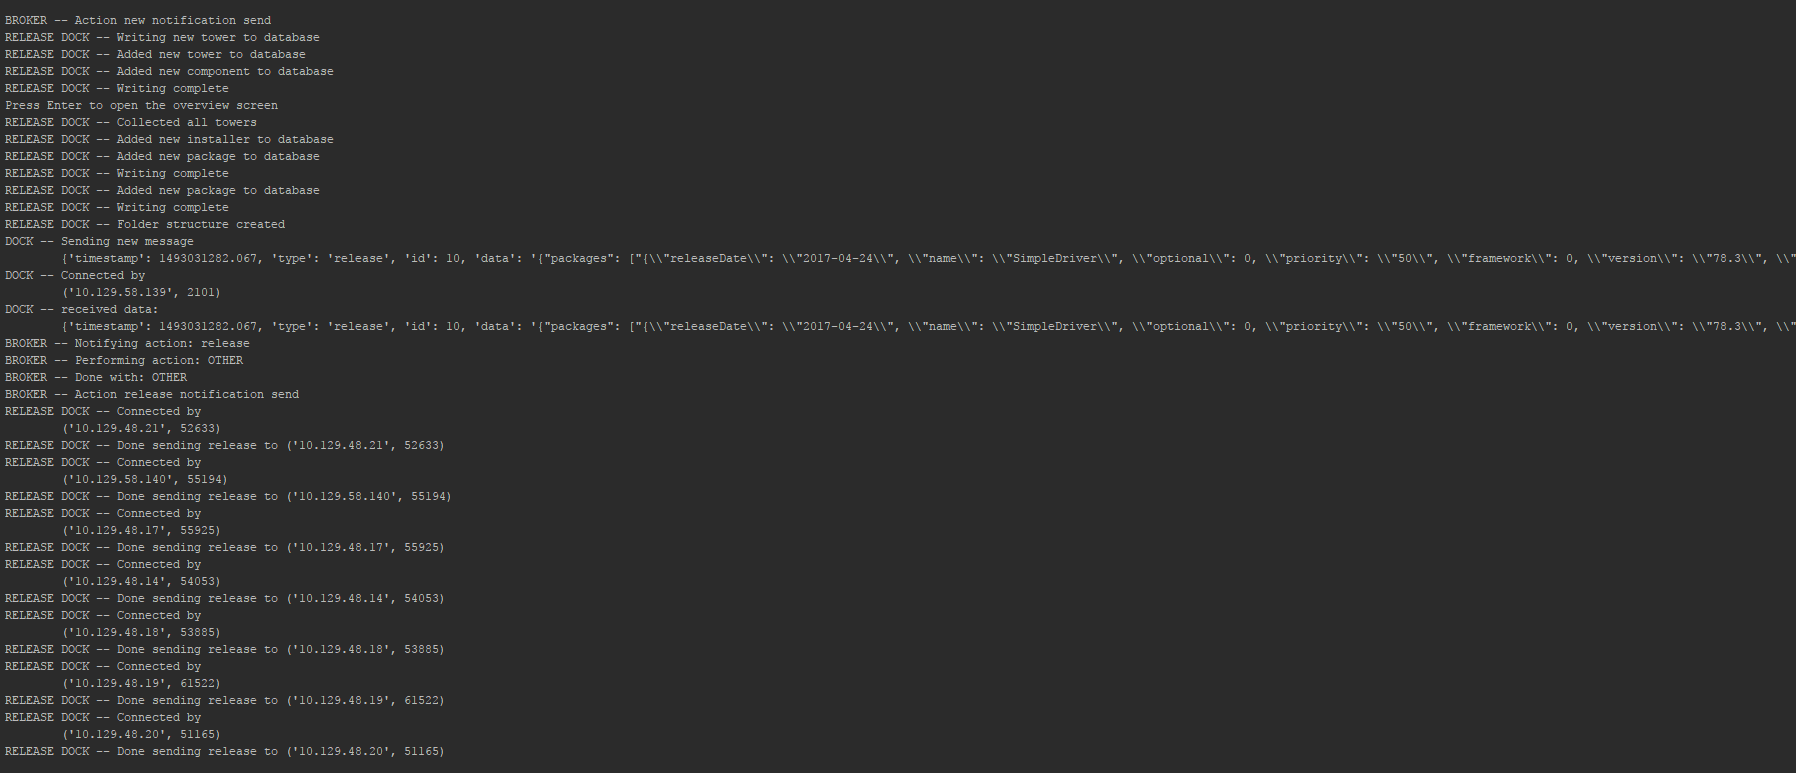 BROKER -- Action new notification send
RELEASE DOCK -- Writing new tower to database
RELEASE DOCK -- Added new tower to database
RELEASE DOCK -- Added new component to database
RELEASE DOCK -- Writing complete
Press Enter to open the overview screen
RELEASE DOCK -- Collected all towers
RELEASE DOCK -- Added new installer to database
RELEASE DOCK -- Added new package to database
RELEASE DOCK -- Writing complete
RELEASE DOCK -- Added new package to database
RELEASE DOCK -- Writing complete
RELEASE DOCK -- Folder structure created
DOCK -- Sending new message
{'timestamp': 1493031282.067, 'type': 'release', 'id': 10, 'data': '{"packages": ["{\\"releaseDate\\": \\"2017-04-24\\", \\"name\\": \\"SimpleDriver\\", \\"optional\\": 0, \\"priority\\": \\"50\\", \\"framework\\": 0, \\"version\\": \\"78.3\\", \\"
DOCK -- Connected by
('10.129.58.139', 2101)
DOCK -- received data:
{'timestamp': 1493031282.067, 'type': 'release', 'id': 10, 'data': '{"packages": ["{\\"releaseDate\\": \\"2017-04-24\\", \\"name\\": \\"SimpleDriver\\", \\"optional\\": 0, \\"priority\\": \\"50\\", \\"framework\\": 0, \\"version\\": \\"78.3\\", \\"
BROKER -- Notifying action: release
BROKER -- Performing action: OTHER
BROKER -- Done with: OTHER
BROKER -- Action release notification send
RELEASE DOCK -- Connected by
('10.129.48.21', 52633)
RELEASE DOCK -- Done sending release to ('10.129.48.21', 52633)
RELEASE DOCK -- Connected by
('10.129.58.140', 55194)
RELEASE DOCK -- Done sending release to ('10.129.58.140', 55194)
RELEASE DOCK -- Connected by
('10.129.48.17', 55925)
RELEASE DOCK -- Done sending release to ('10.129.48.17', 55925)
RELEASE DOCK -- Connected by
('10.129.48.14', 54053)
RELEASE DOCK -- Done sending release to ('10.129.48.14', 54053)
RELEASE DOCK -- Connected by
('10.129.48.18', 53885)
RELEASE DOCK -- Done sending release to ('10.129.48.18', 53885)
RELEASE DOCK -- Connected by
('10.129.48.19', 61522)
RELEASE DOCK -- Done sending release to ('10.129.48.19', 61522)
RELEASE DOCK -- Connected by
('10.129.48.20', 51165)
RELEASE DOCK -- Done sending release to ('10.129.48.20', 51165)